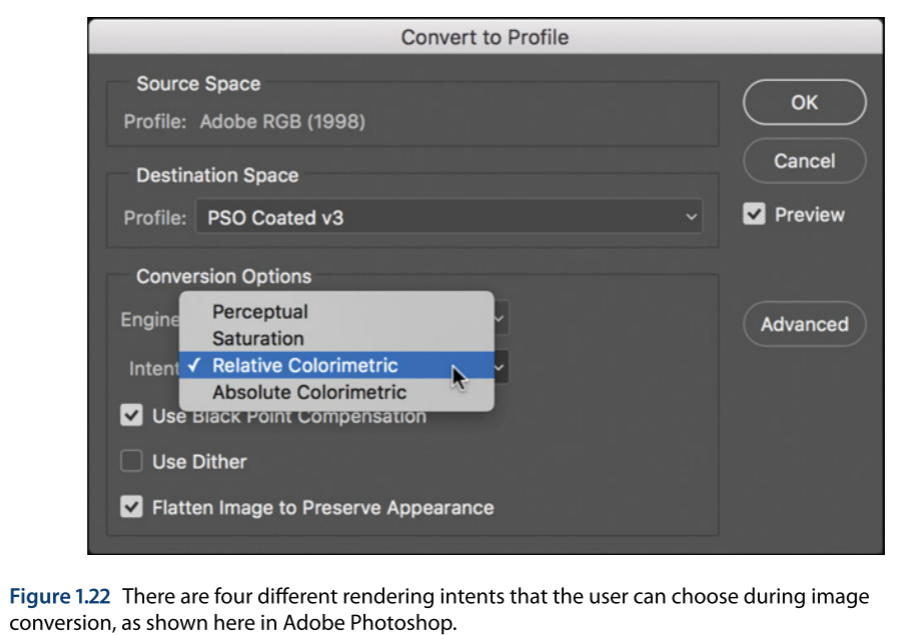 Convert to Profile
Source Space
Profile: Adobe RGB (1998)
OK
Cancel
Destination Space
Profile: PSO Coated v3
Preview
Conversion Options
Engine
Perceptual
Saturation
Advanced
Intent ✓ Relative Colorimetric
Absolute Colorimetric
Use Black Point Compensation
Use Dither
Flatten Image to Preserve Appearance
Figure 1.22 There are four different rendering intents that the user can choose during image
conversion, as shown here in Adobe Photoshop.